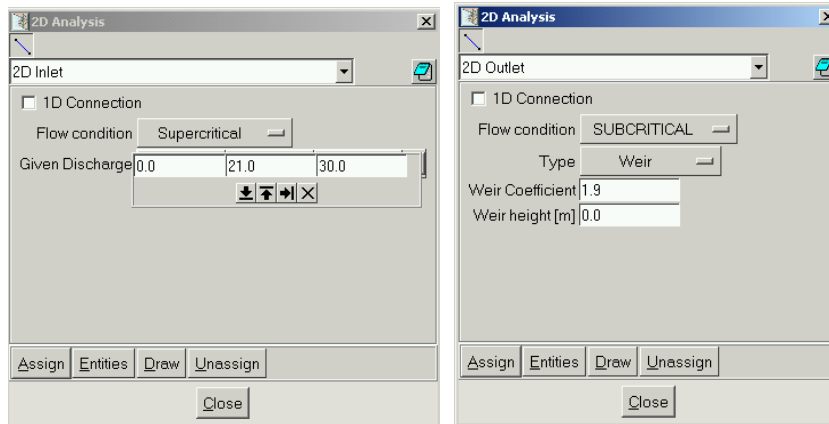 2D Analysis
2D Inlet
1D Connection
Flow condition Supercritical
Given Discharge 0.0 21.0 30.0
Assign Entities Draw Unassign
Close
2D Analysis
2D Outlet
1D Connection
Flow condition SUBCRITICAL
Type Weir
Weir Coefficient 1.9
Weir height [m] 0.0
Assign Entities Draw Unassign
Close